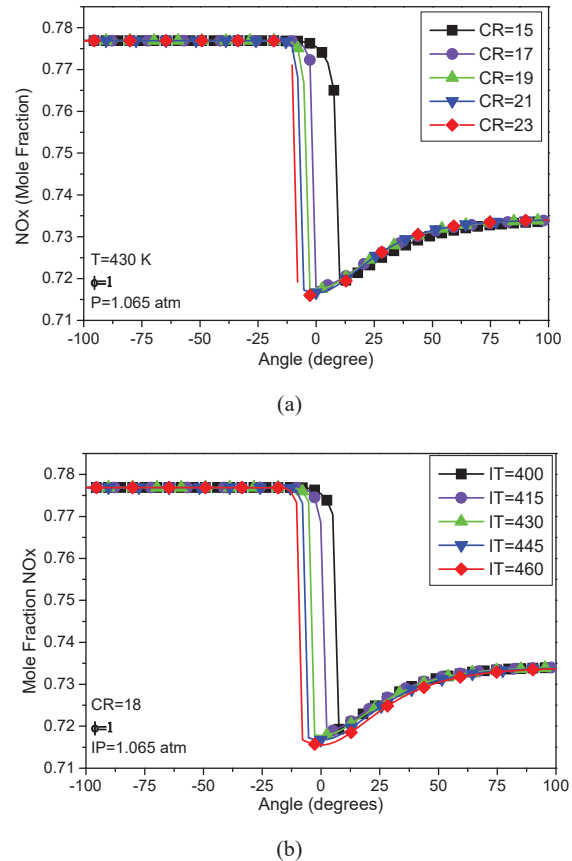 0.78
0.77
0.76
0.75
0.74
0.73
0.72
0.71
NOx (Mole Fraction)
CR=15
CR=17
CR=19
CR=21
CR=23
T=430 K
ϕ=1
P=1.065 atm
-100 -75 -50 -25 0 25 50 75 100
Angle (degree)
(a)
0.78
0.77
0.76
0.75
0.74
0.73
0.72
0.71
Mole Fraction NOx
IT=400
IT=415
IT=430
IT=445
IT=460
CR=18
ϕ=1
IP=1.065 atm
-100 -75 -50 -25 0 25 50 75 100
Angle (degrees)
(b)